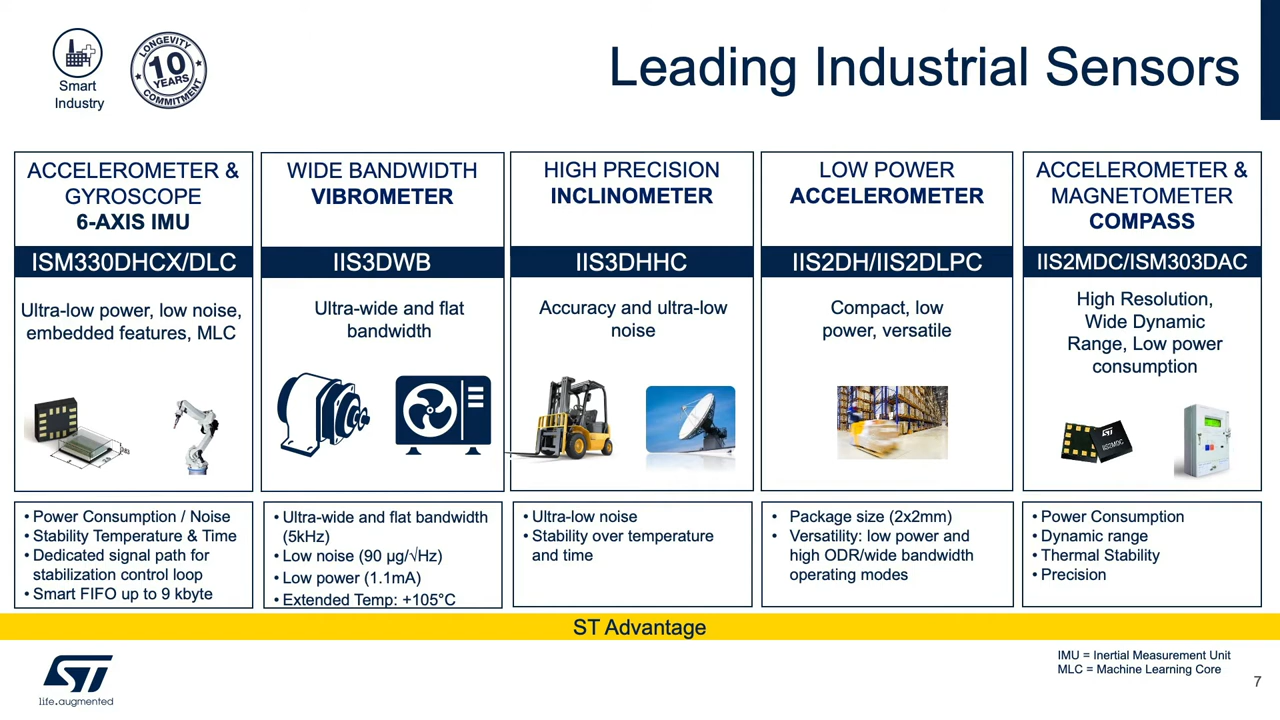 Smart
Industry
LONGEVITY
10
YEARS
COMMITMENT
Leading Industrial Sensors
ACCELEROMETER &
GYROSCOPE
6-AXIS IMU
ISM330DHCX/DLC
Ultra-low power, low noise,
embedded features, MLC
• Power Consumption / Noise
• Stability Temperature & Time
• Dedicated signal path for
stabilization control loop
• Smart FIFO up to 9 kbyte
WIDE BANDWIDTH
VIBROMETER
IIS3DWB
Ultra-wide and flat
bandwidth
• Ultra-wide and flat bandwidth
(5kHz)
• Low noise (90 µg/√Hz)
• Low power (1.1mA)
• Extended Temp: +105°C
HIGH PRECISION
INCLINOMETER
IIS3DHHC
Accuracy and ultra-low
noise
• Ultra-low noise
• Stability over temperature
and time
LOW POWER
ACCELEROMETER
IIS2DH/IIS2DLPC
Compact, low
power, versatile
• Package size (2x2mm)
• Versatility: low power and
high ODR/wide bandwidth
operating modes
ACCELEROMETER &
MAGNETOMETER
COMPASS
IIS2MDC/ISM303DAC
High Resolution,
Wide Dynamic
Range, Low power
consumption
ST
IIS2MDC
• Power Consumption
• Dynamic range
• Thermal Stability
• Precision
ST Advantage
IMU = Inertial Measurement Unit
MLC = Machine Learning Core
ST
life.augmented
7